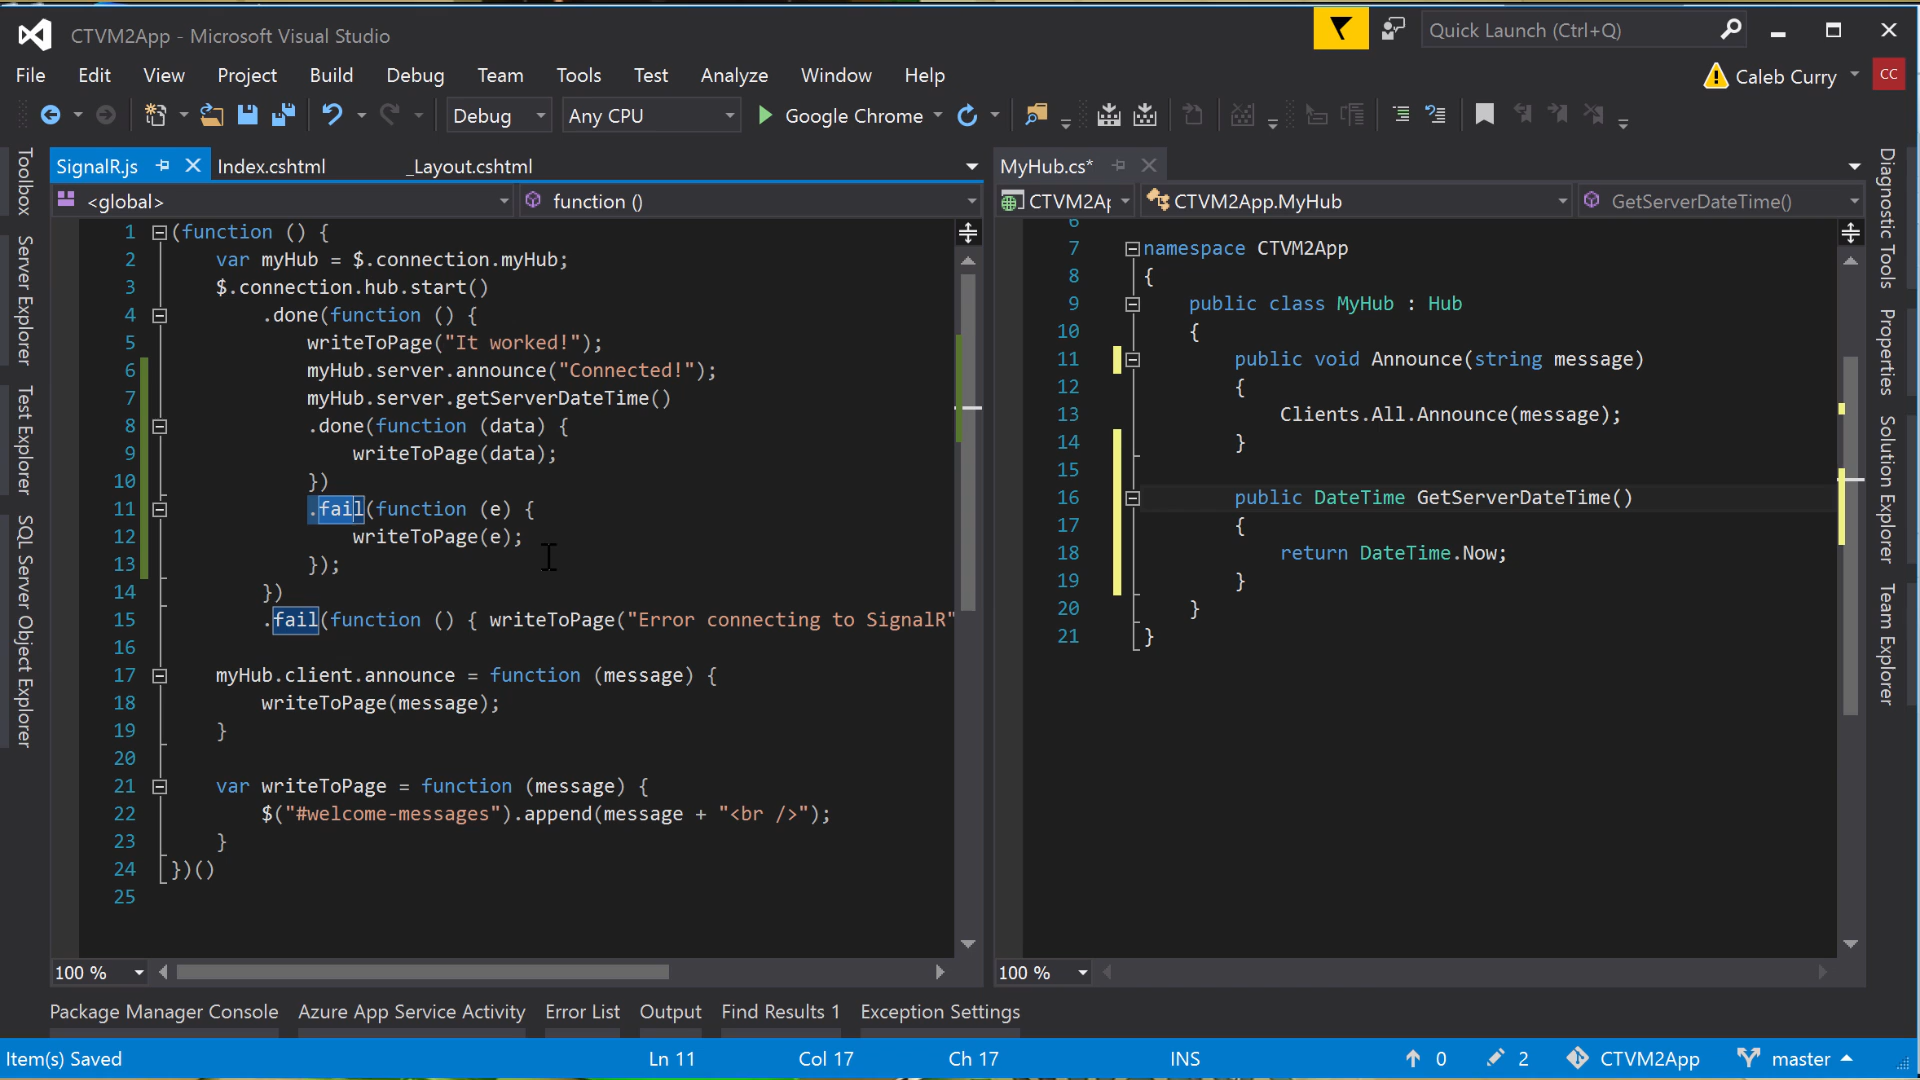 CTVM2App - Microsoft Visual Studio
Quick Launch (Ctrl+Q)
File Edit View Project Build Debug Team Tools Test Analyze Window Help
Caleb Curry CC
Debug Any CPU Google Chrome
SignalR.js Index.cshtml _Layout.cshtml
MyHub.cs*
<global> function ()
CTVM2Ap CTVM2App.MyHub GetServerDateTime()
Toolbox
Server Explorer
Test Explorer
SQL Server Object Explorer
1 (function () {
2 var myHub = $.connection.myHub;
3 $.connection.hub.start()
4 .done(function () {
5 writeToPage("It worked!");
6 myHub.server.announce("Connected!");
7 myHub.server.getServerDateTime()
8 .done(function (data) {
9 writeToPage(data);
10 })
11 .fail(function (e) {
12 writeToPage(e);
13 });
14 })
15 .fail(function () { writeToPage("Error connecting to SignalR"
16
17 myHub.client.announce = function (message) {
18 writeToPage(message);
19 }
20
21 var writeToPage = function (message) {
22 $("#welcome-messages").append(message + "<br />");
23 }
24 })()
25
6
7 namespace CTVM2App
8 {
9 public class MyHub : Hub
10 {
11 public void Announce(string message)
12 {
13 Clients.All.Announce(message);
14 }
15
16 public DateTime GetServerDateTime()
17 {
18 return DateTime.Now;
19 }
20 }
21 }
Diagnostic Tools
Properties
Solution Explorer
Team Explorer
100 %
100 %
Package Manager Console Azure App Service Activity Error List Output Find Results 1 Exception Settings
Item(s) Saved Ln 11 Col 17 Ch 17 INS 0 2 CTVM2App master